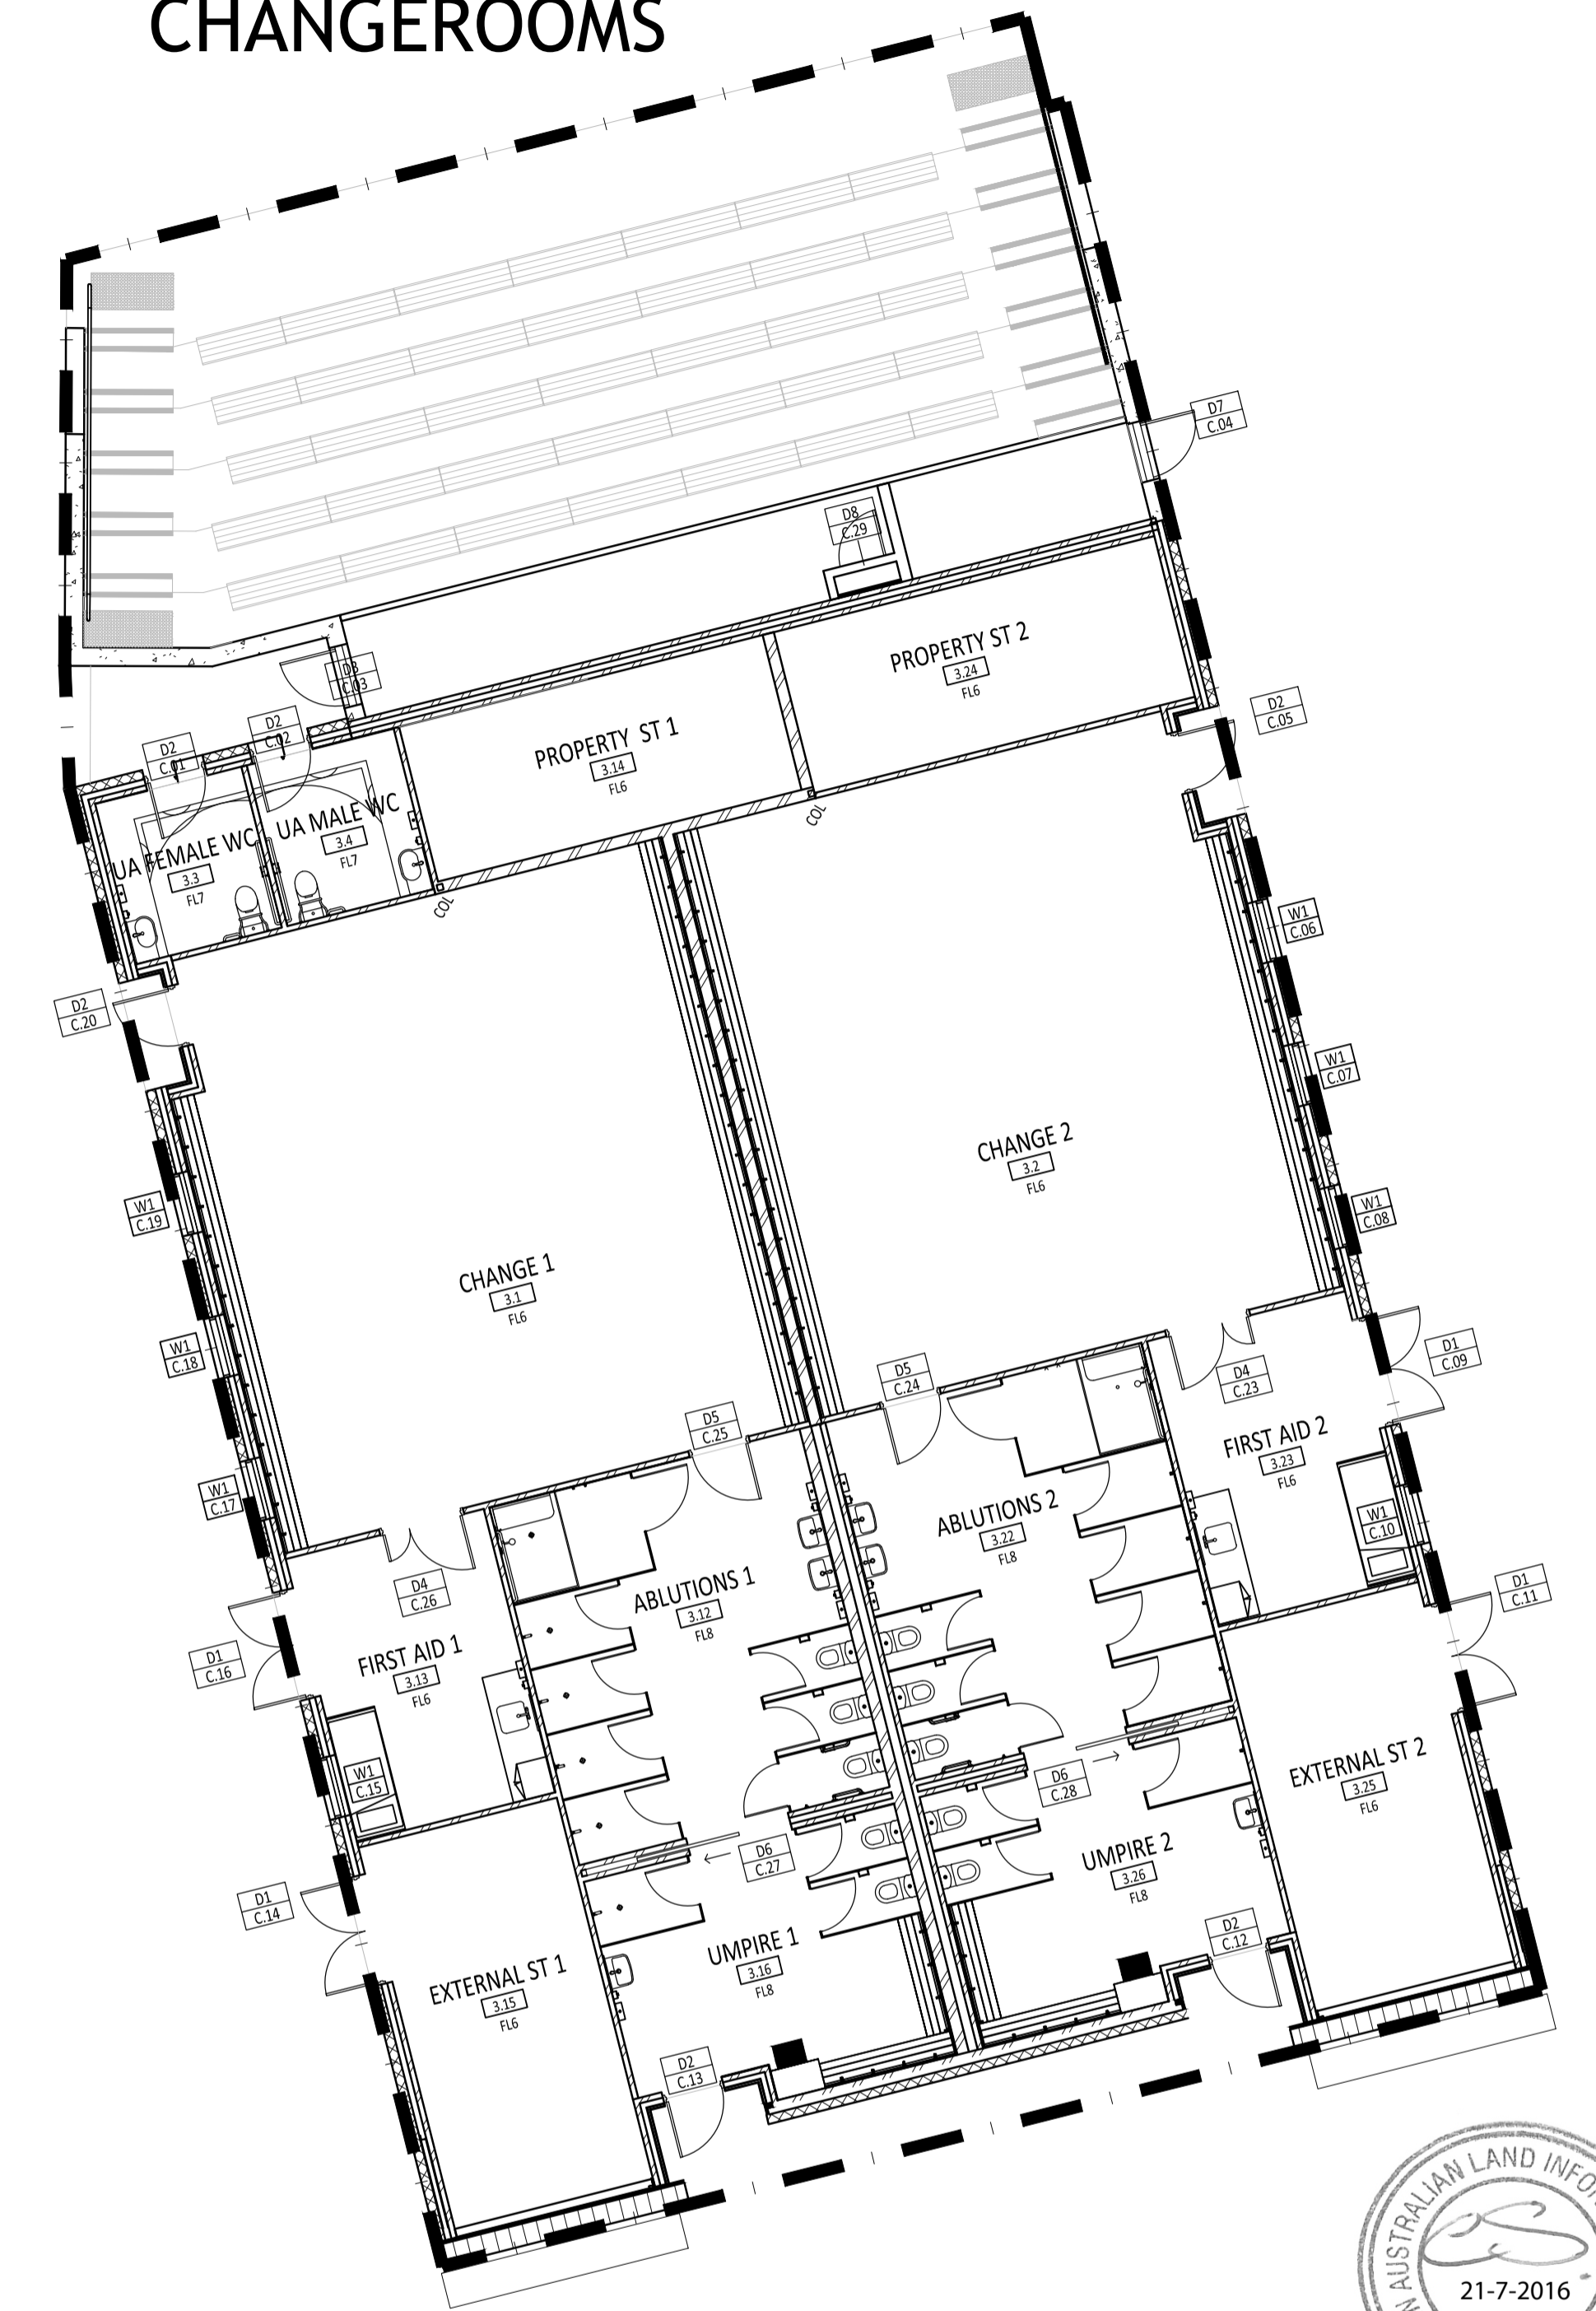 CHANGEROOMS
D7
C.04
D8
C.29
PROPERTY ST 2
3.24
FL6
D3
C.03
D2
C.05
D2
C.02
D2
C.01
PROPERTY ST 1
3.14
FL6
UA MALE WC
3.4
FL7
UA FEMALE WC
3.3
FL7
COL
COL
W1
C.06
D2
C.20
W1
C.07
CHANGE 2
3.2
FL6
W1
C.19
W1
C.08
CHANGE 1
3.1
FL6
W1
C.18
D1
C.09
D5
C.24
D4
C.23
D5
C.25
FIRST AID 2
3.23
FL6
W1
C.17
W1
C.10
ABLUTIONS 2
3.22
FL8
D4
C.26
ABLUTIONS 1
3.12
FL8
D1
C.11
D1
C.16
FIRST AID 1
3.13
FL6
EXTERNAL ST 2
3.25
FL6
W1
C.15
D6
C.28
D6
C.27
UMPIRE 2
3.26
FL8
D1
C.14
D2
C.12
UMPIRE 1
3.16
FL8
EXTERNAL ST 1
3.15
FL6
D2
C.13
AUSTRALIAN LAND
21-7-2016